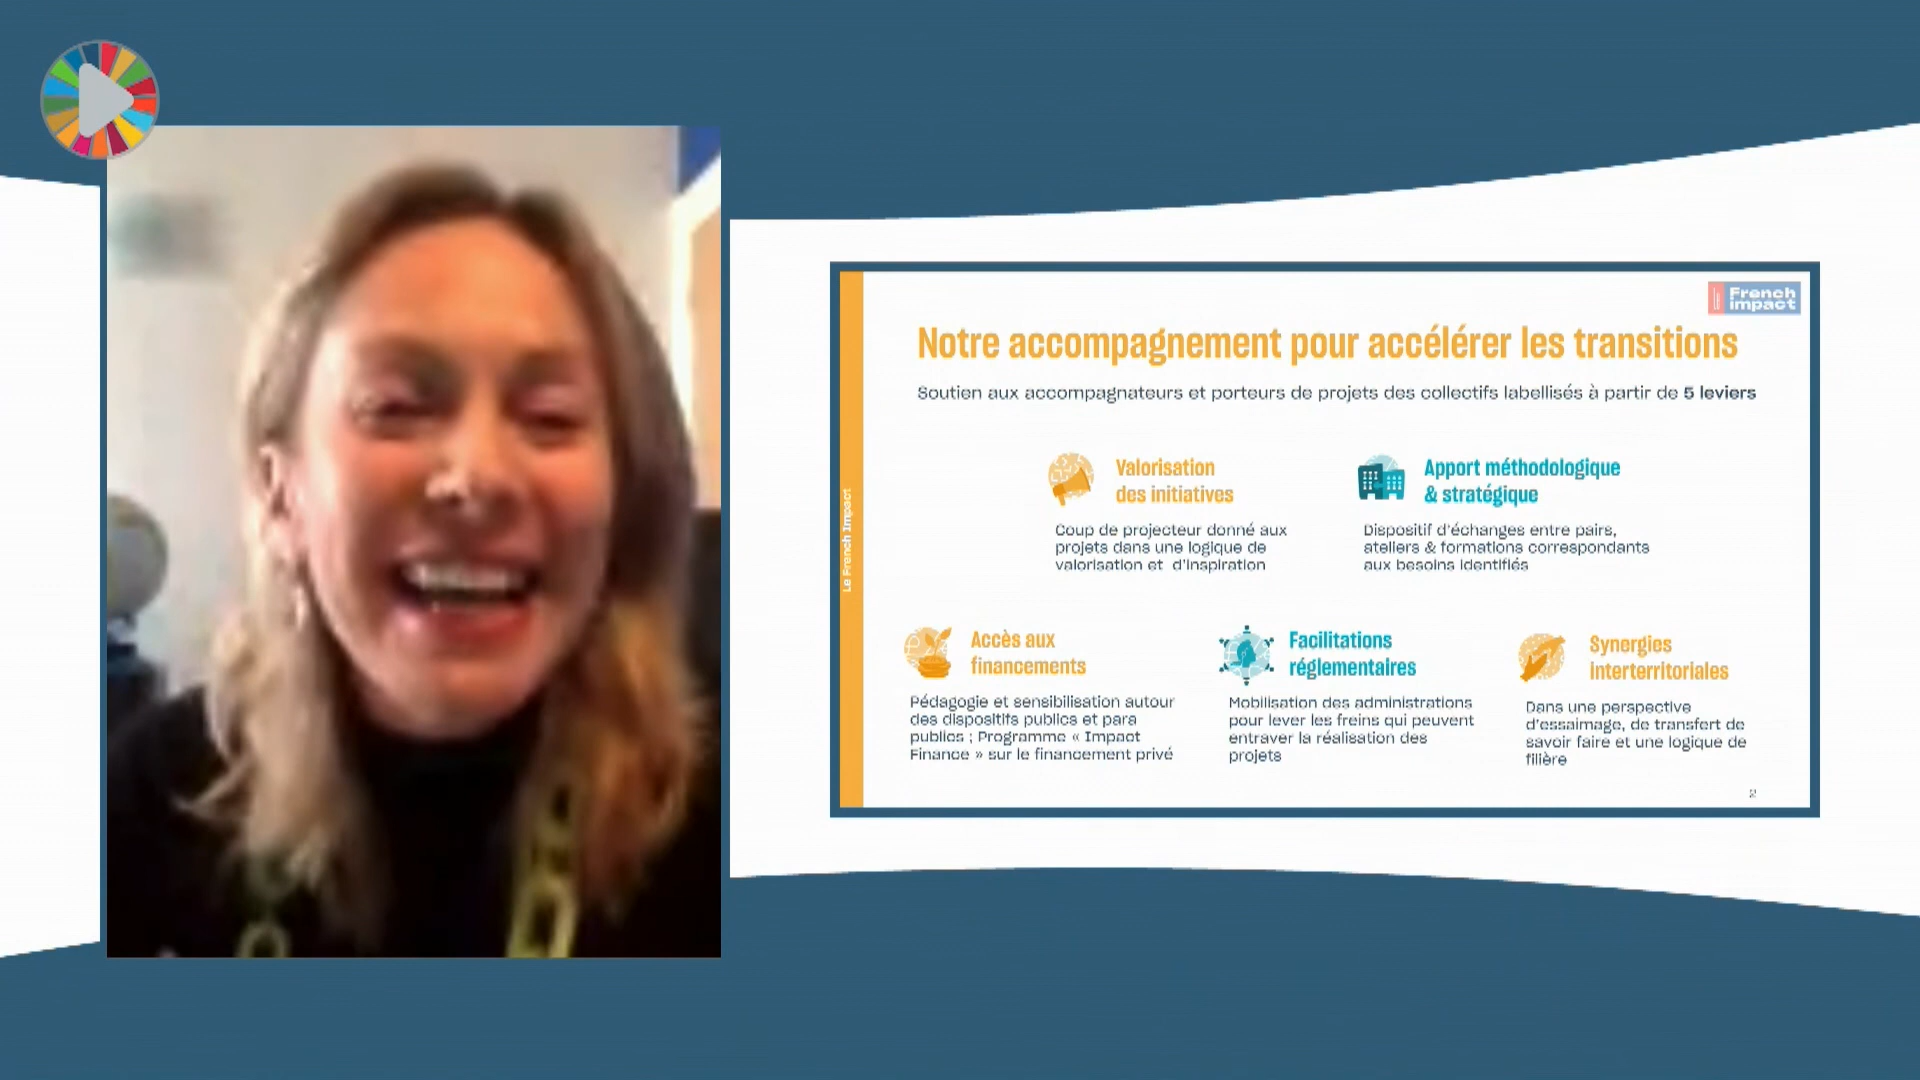 French
impact
Notre accompagnement pour accélérer les transitions
Soutien aux accompagnateurs et porteurs de projets des collectifs labellisés à partir de 5 leviers
Valorisation
des initiatives
Coup de projecteur donné aux
projets dans une logique de
valorisation et d'inspiration
Apport méthodologique
& stratégique
Dispositif d'échanges entre pairs,
ateliers & formations correspondants
aux besoins identifiés
Le French Impact
Accès aux
financements
Pédagogie et sensibilisation autour
des dispositifs publics et para
publics ; Programme « Impact
Finance » sur le financement privé
Facilitations
réglementaires
Mobilisation des administrations
pour lever les freins qui peuvent
entraver la réalisation des
projets
Synergies
interterritoriales
Dans une perspective
d'essaimage, de transfert de
savoir faire et une logique de
filière